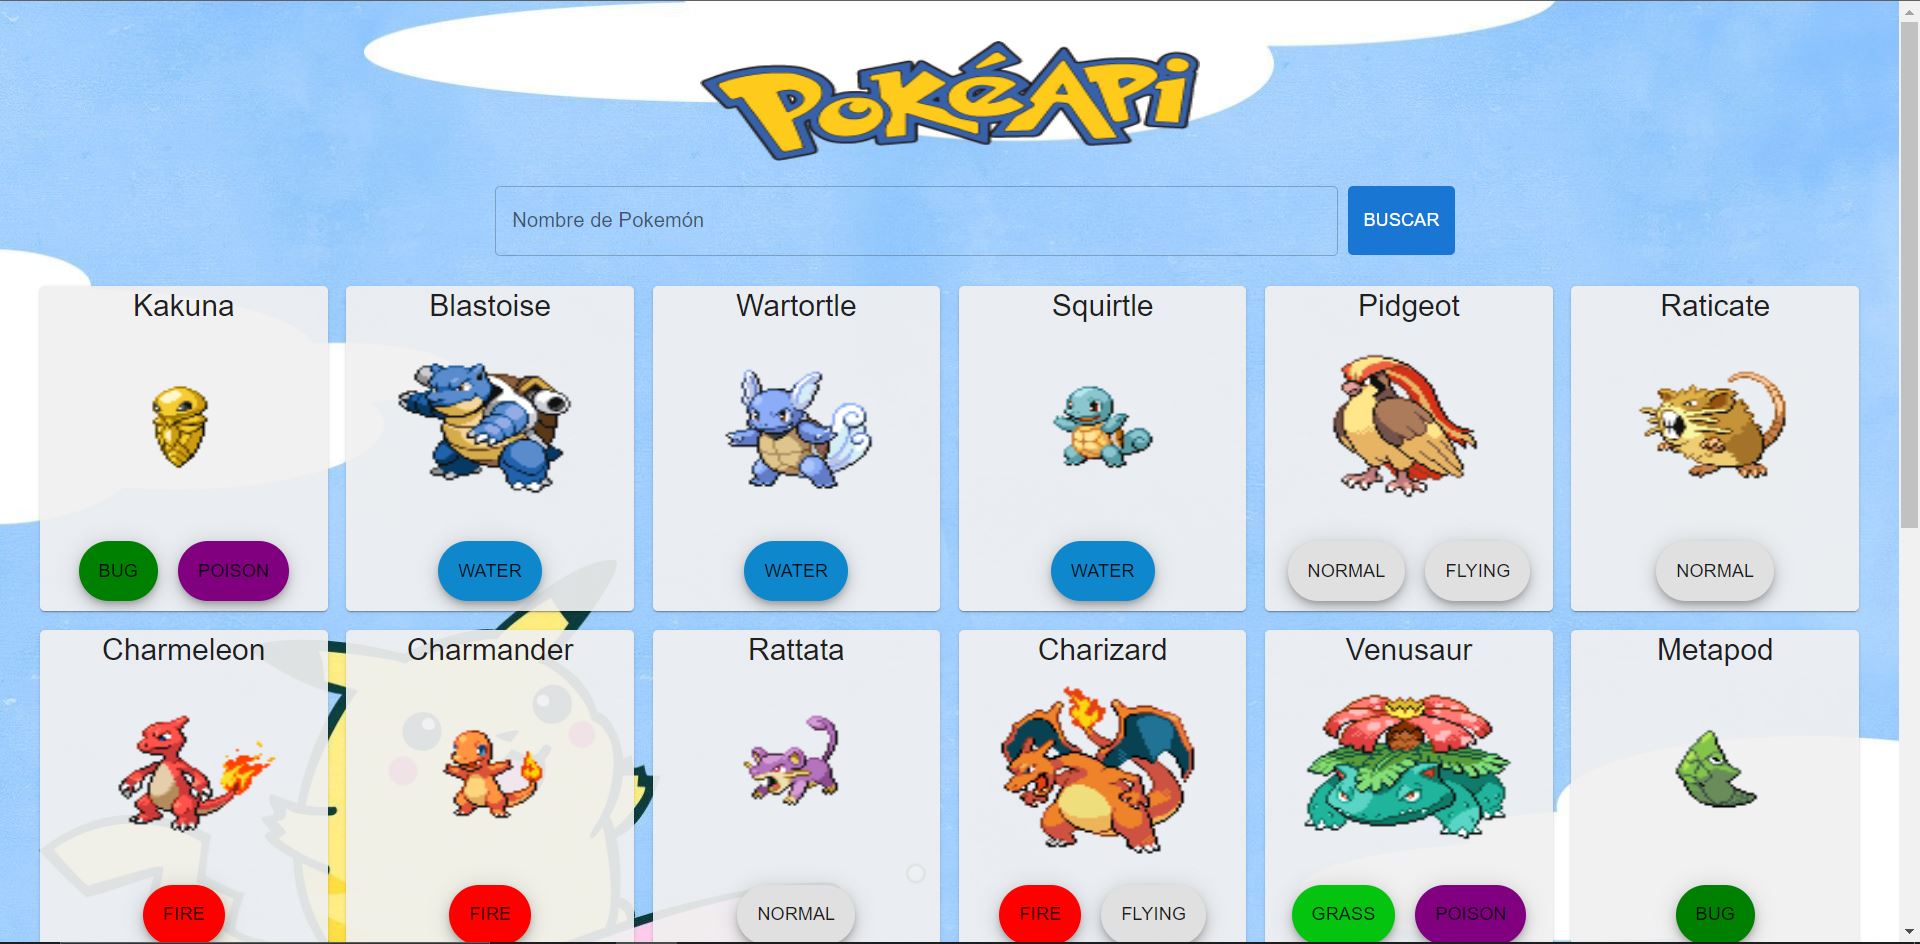 PokéApi
Nombre de Pokemón
BUSCAR
Kakuna
BUG
POISON
Blastoise
WATER
Wartortle
WATER
Squirtle
WATER
Pidgeot
NORMAL
FLYING
Raticate
NORMAL
Charmeleon
FIRE
Charmander
FIRE
Rattata
NORMAL
Charizard
FIRE
FLYING
Venusaur
GRASS
POISON
Metapod
BUG